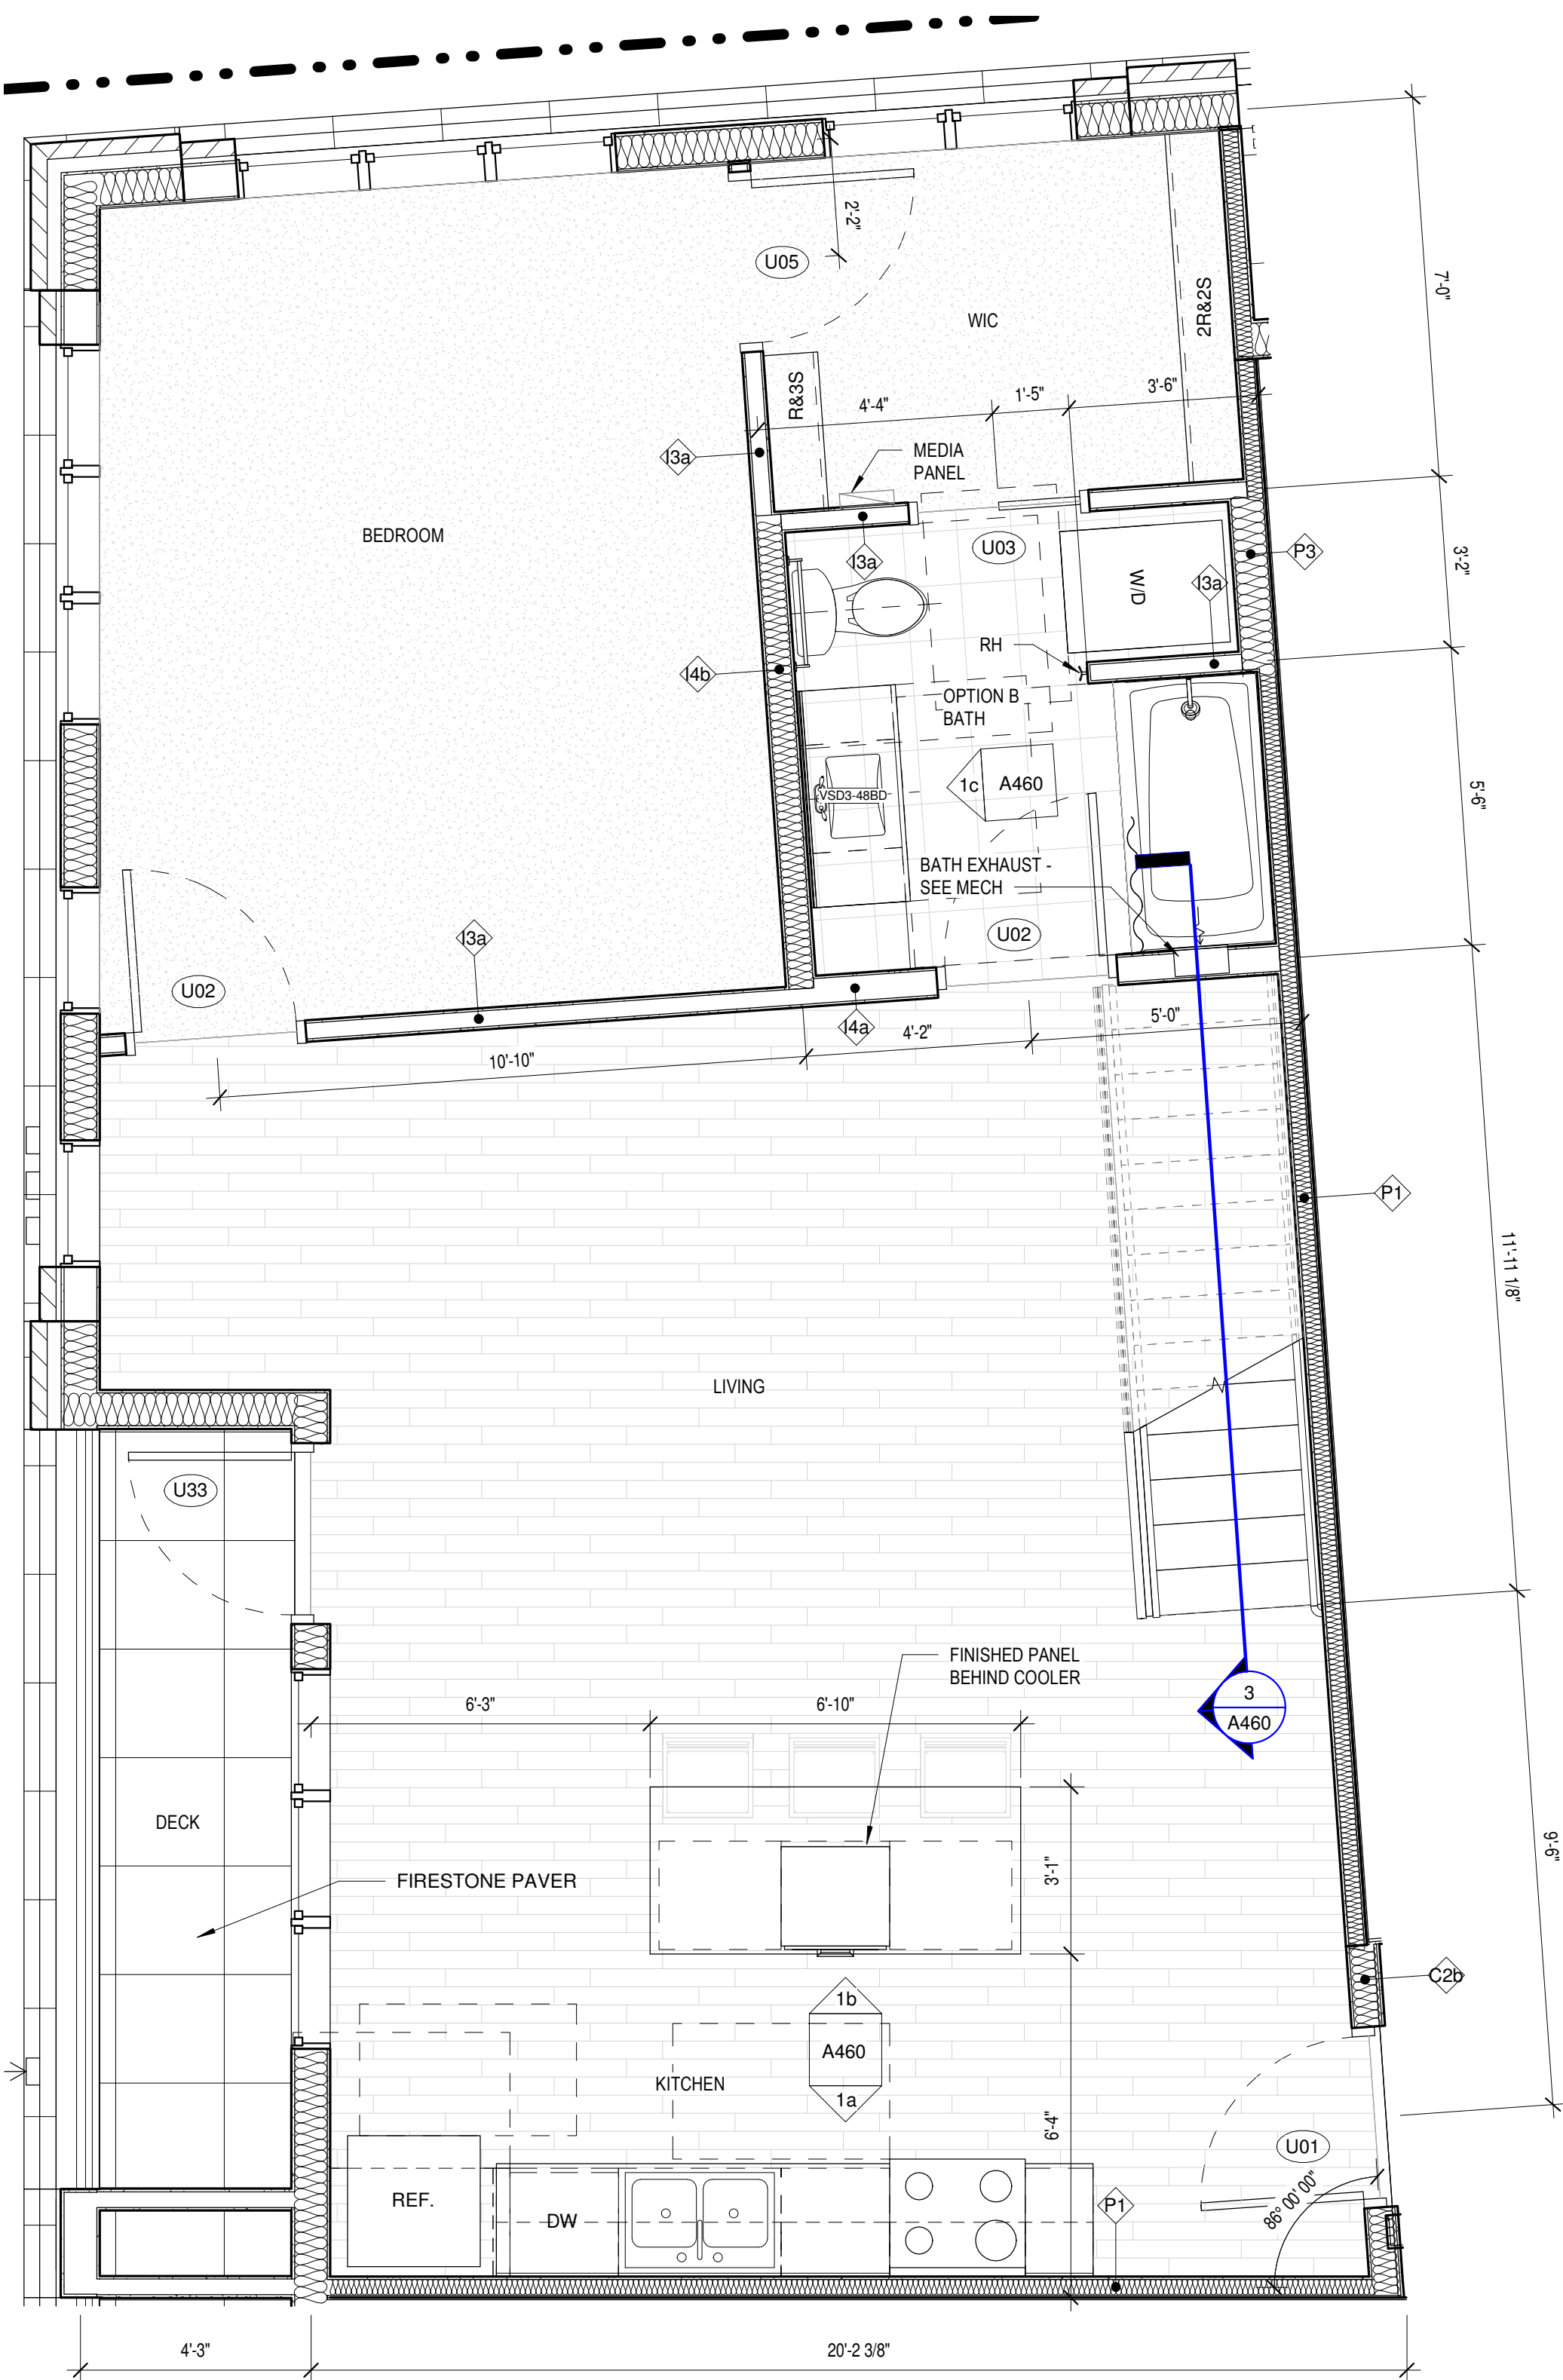 7'-0"
2'-2"
U05
WIC
2R&2S
R&3S
4'-4"
1'-5"
3'-6"
I3a
MEDIA
PANEL
BEDROOM
I3a
U03
W/D
I3a
P3
3'-2"
RH
I4b
OPTION B
BATH
1c
A460
VSD3-48BD
5'-6"
BATH EXHAUST -
SEE MECH
I3a
U02
U02
I4a
10'-10"
4'-2"
5'-0"
P1
11'-11 1/8"
LIVING
U33
FINISHED PANEL
BEHIND COOLER
3
A460
6'-3"
6'-10"
DECK
FIRESTONE PAVER
3'-1"
9'-6"
C2b
1b
A460
1a
KITCHEN
6'-4"
U01
REF.
DW
P1
86° 00' 00"
4'-3"
20'-2 3/8"